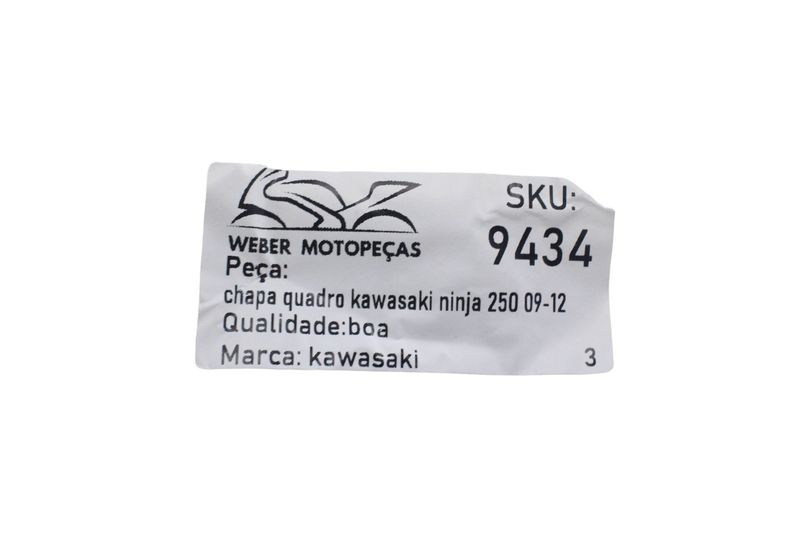 WEBER MOTOPEÇAS
SKU:
9434
Peça:
chapa quadro kawasaki ninja 250 09-12
Qualidade:boa
Marca: kawasaki
3